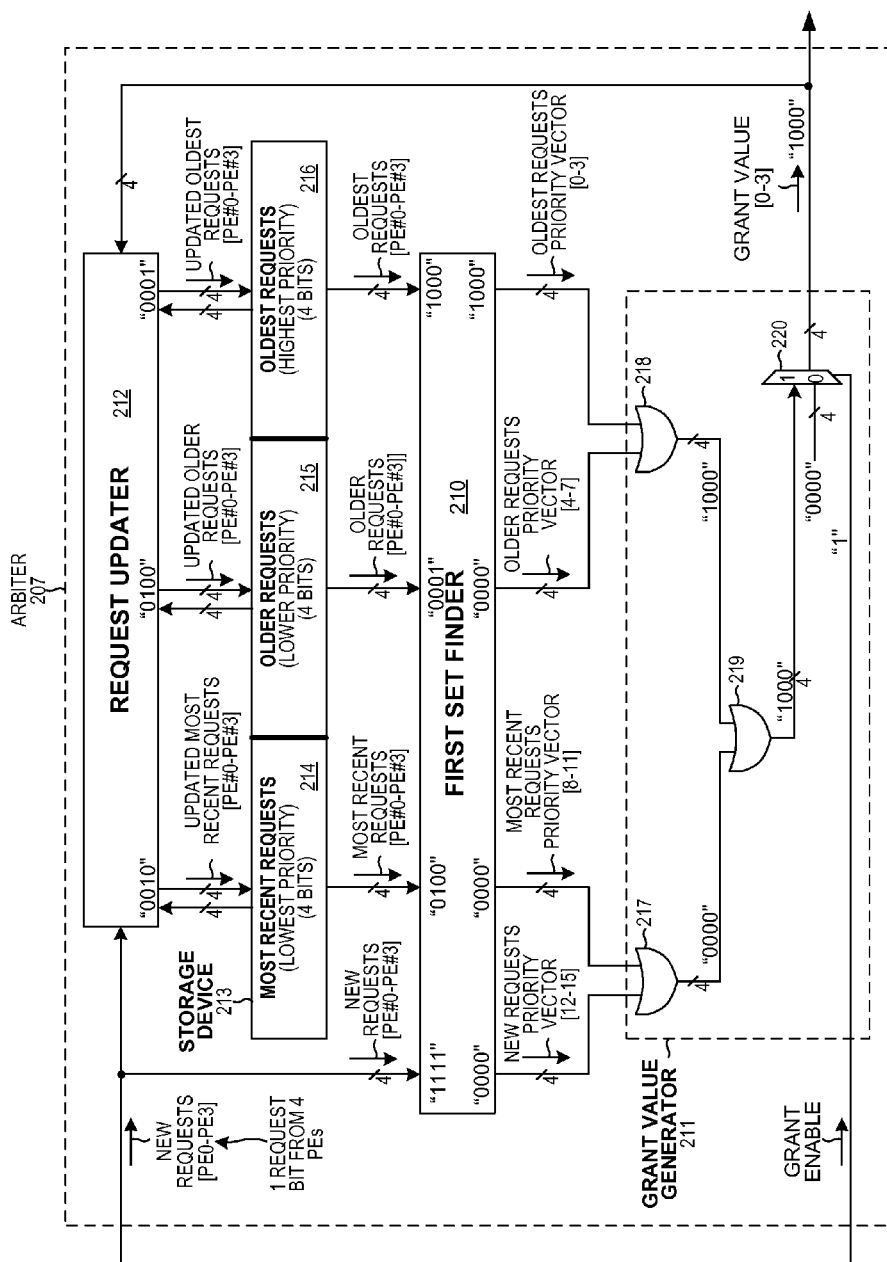 ARBITER
207
NEW
REQUESTS
[PE0-PE3]
1 REQUEST
BIT FROM 4
PEs
REQUEST UPDATER
212
"0010"
"0100"
"0001"
4
4
4
4
4
4
4
UPDATED MOST
RECENT REQUESTS
[PE#0-PE#3]
UPDATED OLDER
REQUESTS
[PE#0-PE#3]
UPDATED OLDEST
REQUESTS
[PE#0-PE#3]
STORAGE
DEVICE
213
MOST RECENT REQUESTS
(LOWEST PRIORITY)
(4 BITS)
214
OLDER REQUESTS
(LOWER PRIORITY)
(4 BITS)
215
OLDEST REQUESTS
(HIGHEST PRIORITY)
(4 BITS)
216
NEW
REQUESTS
[PE#0-PE#3]
4
MOST RECENT
REQUESTS
[PE#0-PE#3]
4
OLDER
REQUESTS
[PE#0-PE#3]]
4
OLDEST
REQUESTS
[PE#0-PE#3]
4
"1111"
"0100"
"0001"
"1000"
FIRST SET FINDER
210
"0000"
"0000"
"0000"
"1000"
4
NEW REQUESTS
PRIORITY
VECTOR
[12-15]
4
MOST RECENT
REQUESTS
PRIORITY VECTOR
[8-11]
4
OLDER REQUESTS
PRIORITY
VECTOR
[4-7]
4
OLDEST REQUESTS
PRIORITY VECTOR
[0-3]
GRANT VALUE
GENERATOR
211
217
4
"0000"
218
4
"1000"
219
"1000"
4
220
1
0
4
"0000"
4
"1"
GRANT VALUE
[0-3]
"1000"
GRANT
ENABLE